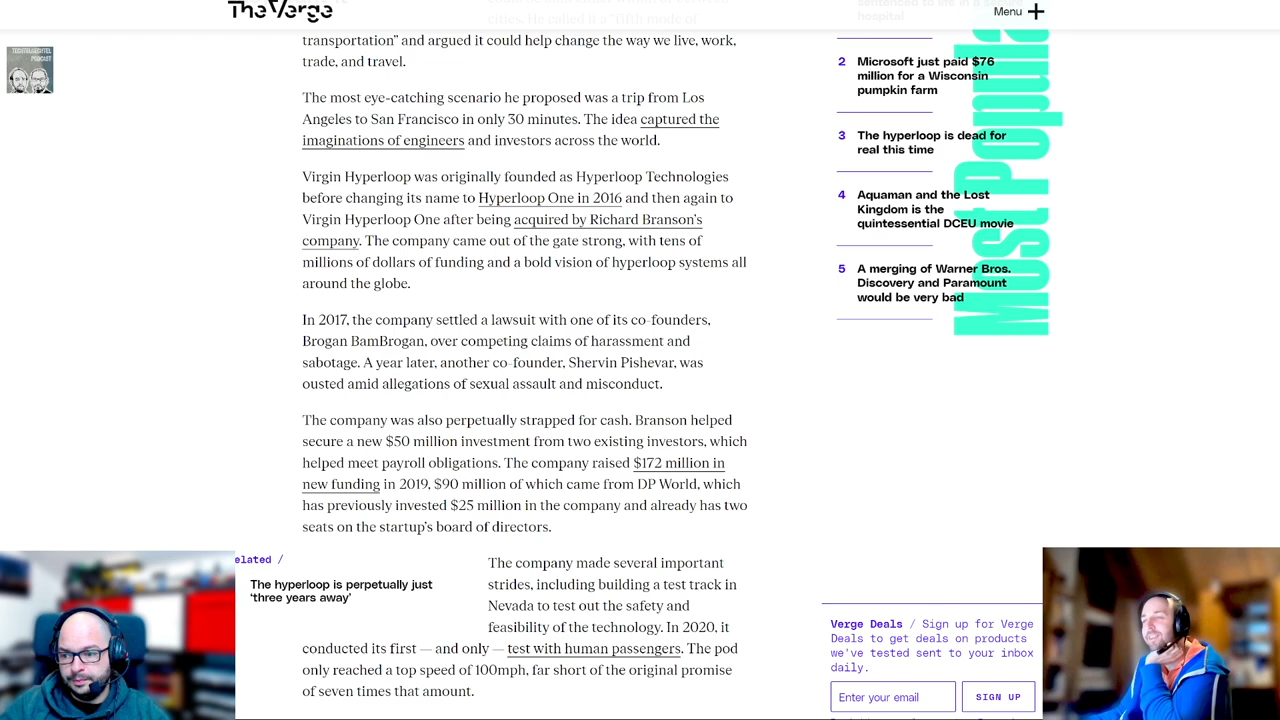 TheVerge
Menu
TECHTELMECHTEL
PODCAST
cities. He called it a “fifth mode of
transportation” and argued it could help change the way we live, work,
trade, and travel.
The most eye-catching scenario he proposed was a trip from Los
Angeles to San Francisco in only 30 minutes. The idea captured the
imaginations of engineers and investors across the world.
Virgin Hyperloop was originally founded as Hyperloop Technologies
before changing its name to Hyperloop One in 2016 and then again to
Virgin Hyperloop One after being acquired by Richard Branson’s
company. The company came out of the gate strong, with tens of
millions of dollars of funding and a bold vision of hyperloop systems all
around the globe.
In 2017, the company settled a lawsuit with one of its co-founders,
Brogan BamBrogan, over competing claims of harassment and
sabotage. A year later, another co-founder, Shervin Pishevar, was
ousted amid allegations of sexual assault and misconduct.
The company was also perpetually strapped for cash. Branson helped
secure a new $50 million investment from two existing investors, which
helped meet payroll obligations. The company raised $172 million in
new funding in 2019, $90 million of which came from DP World, which
has previously invested $25 million in the company and already has two
seats on the startup’s board of directors.
elated /
The hyperloop is perpetually just
‘three years away’
The company made several important
strides, including building a test track in
Nevada to test out the safety and
feasibility of the technology. In 2020, it
conducted its first — and only — test with human passengers. The pod
only reached a top speed of 100mph, far short of the original promise
of seven times that amount.
sentenced to life in a secure
hospital
2 Microsoft just paid $76
million for a Wisconsin
pumpkin farm
3 The hyperloop is dead for
real this time
4 Aquaman and the Lost
Kingdom is the
quintessential DCEU movie
5 A merging of Warner Bros.
Discovery and Paramount
would be very bad
Most Popula
Verge Deals / Sign up for Verge
Deals to get deals on products
we've tested sent to your inbox
daily.
Enter your email
SIGN UP